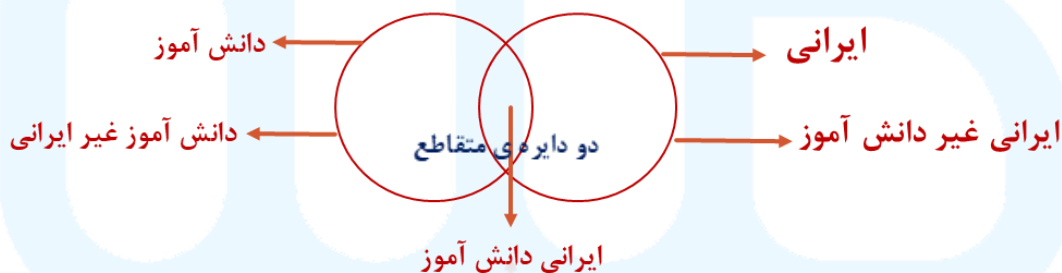 ایرانی
دانش آموز
ایرانی غیر دانش آموز
دانش آموز غیر ایرانی
دو دایره ی متقاطع
ایرانی دانش آموز